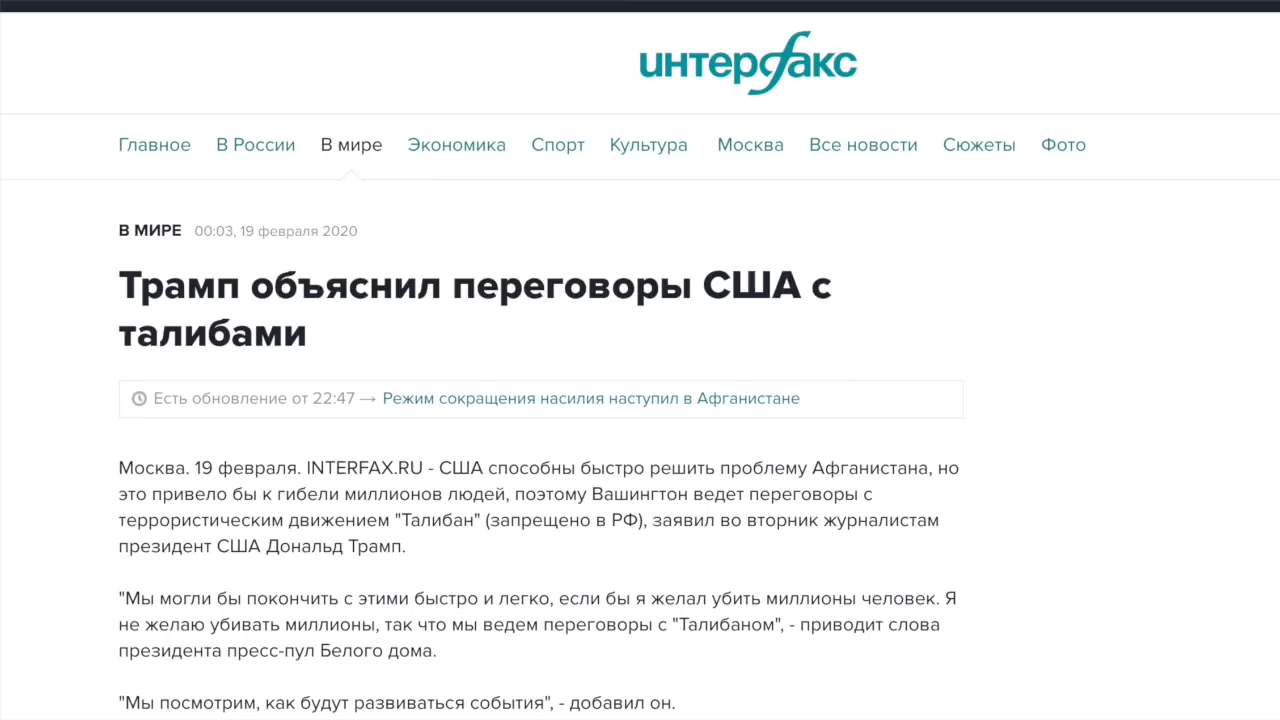 интерфакс
Главное В России В мире Экономика Спорт Культура Москва Все новости Сюжеты Фото
В МИРЕ 00:03, 19 февраля 2020
Трамп объяснил переговоры США с
талибами
Есть обновление от 22:47 → Режим сокращения насилия наступил в Афганистане
Москва. 19 февраля. INTERFAX.RU - США способны быстро решить проблему Афганистана, но
это привело бы к гибели миллионов людей, поэтому Вашингтон ведет переговоры с
террористическим движением "Талибан" (запрещено в РФ), заявил во вторник журналистам
президент США Дональд Трамп.
"Мы могли бы покончить с этими быстро и легко, если бы я желал убить миллионы человек. Я
не желаю убивать миллионы, так что мы ведем переговоры с "Талибаном", - приводит слова
президента пресс-пул Белого дома.
"Мы посмотрим, как будут развиваться события", - добавил он.